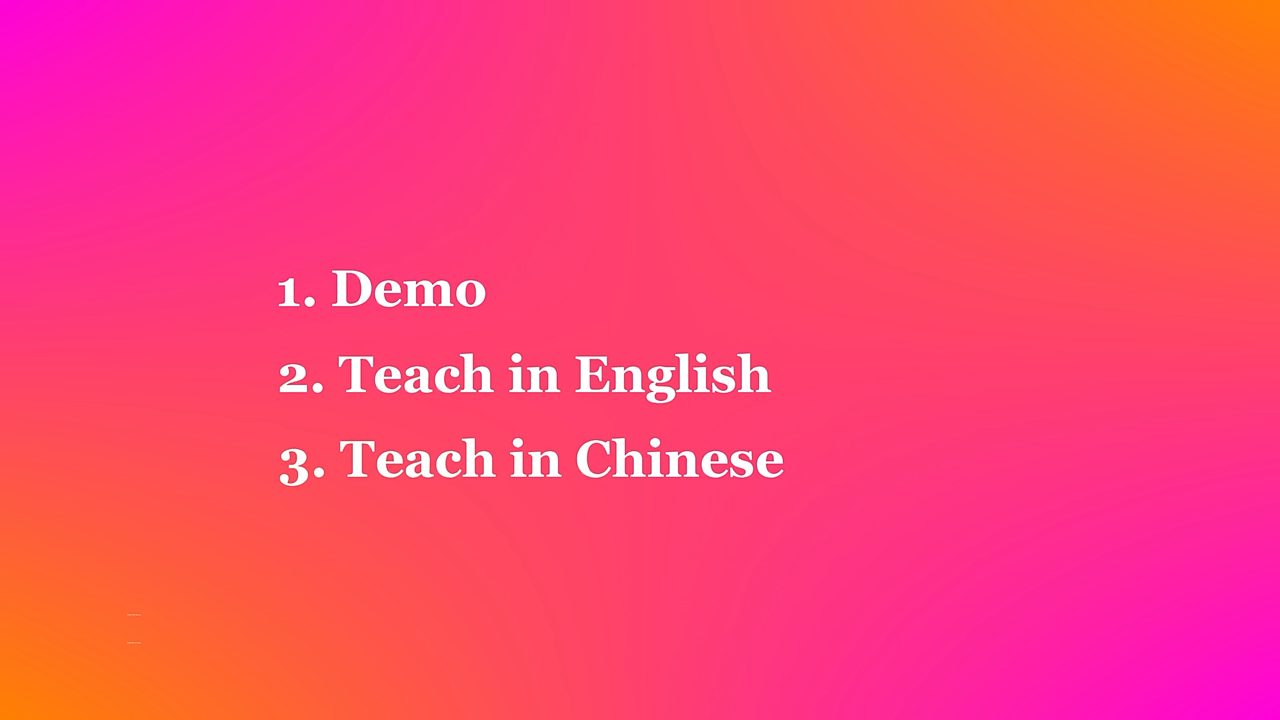 1. Demo
2. Teach in English
3. Teach in Chinese